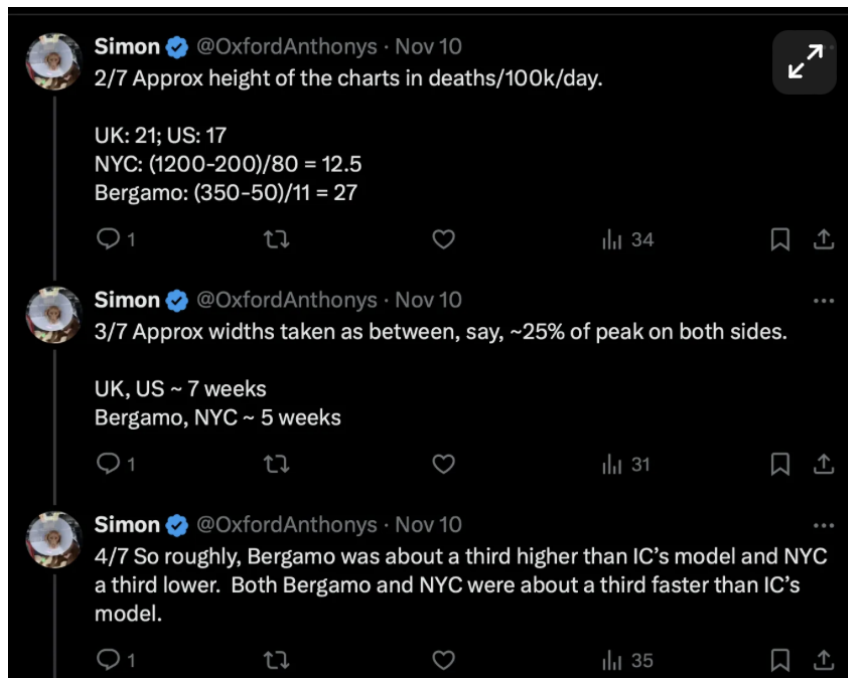 Simon @OxfordAnthonys · Nov 10
2/7 Approx height of the charts in deaths/100k/day.
UK: 21; US: 17
NYC: (1200-200)/80 = 12.5
Bergamo: (350-50)/11 = 27
1 34
Simon @OxfordAnthonys · Nov 10
3/7 Approx widths taken as between, say, ~25% of peak on both sides.
UK, US ~ 7 weeks
Bergamo, NYC ~ 5 weeks
1 31
Simon @OxfordAnthonys · Nov 10
4/7 So roughly, Bergamo was about a third higher than IC’s model and NYC
a third lower.  Both Bergamo and NYC were about a third faster than IC’s
model.
1 35